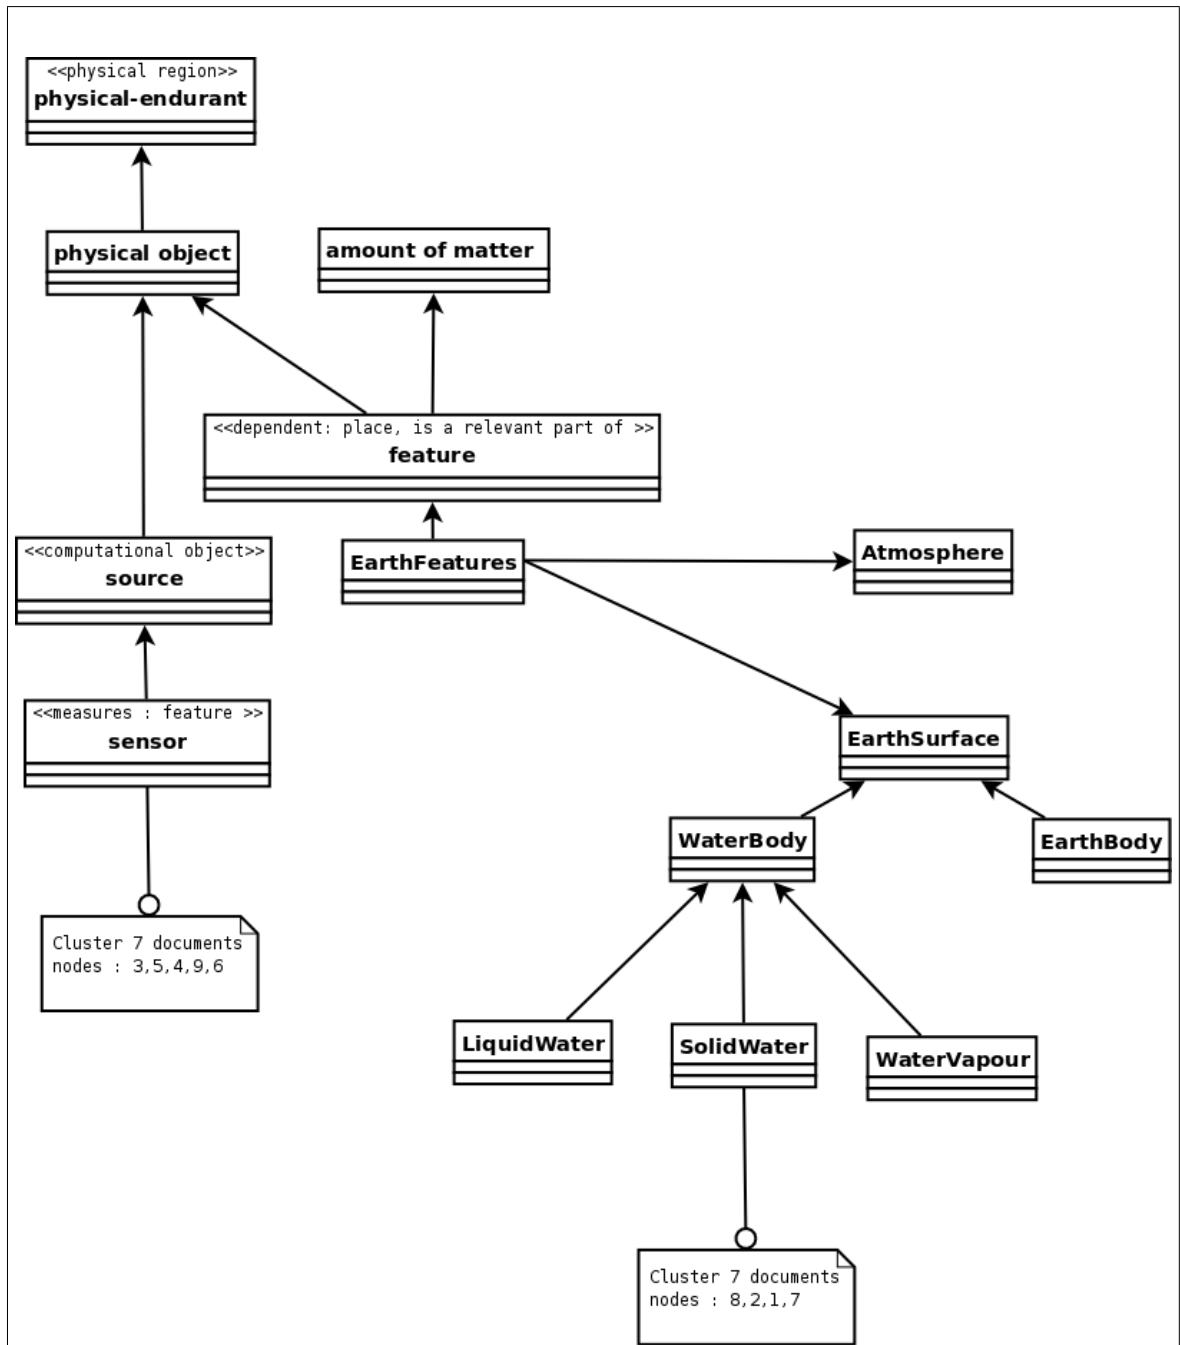 <<physical region>>
physical-endurant
physical object
amount of matter
<<dependent: place, is a relevant part of >>
feature
<<computational object>>
source
EarthFeatures
Atmosphere
<<measures : feature >>
sensor
EarthSurface
WaterBody
EarthBody
Cluster 7 documents
nodes : 3,5,4,9,6
LiquidWater
SolidWater
WaterVapour
Cluster 7 documents
nodes : 8,2,1,7